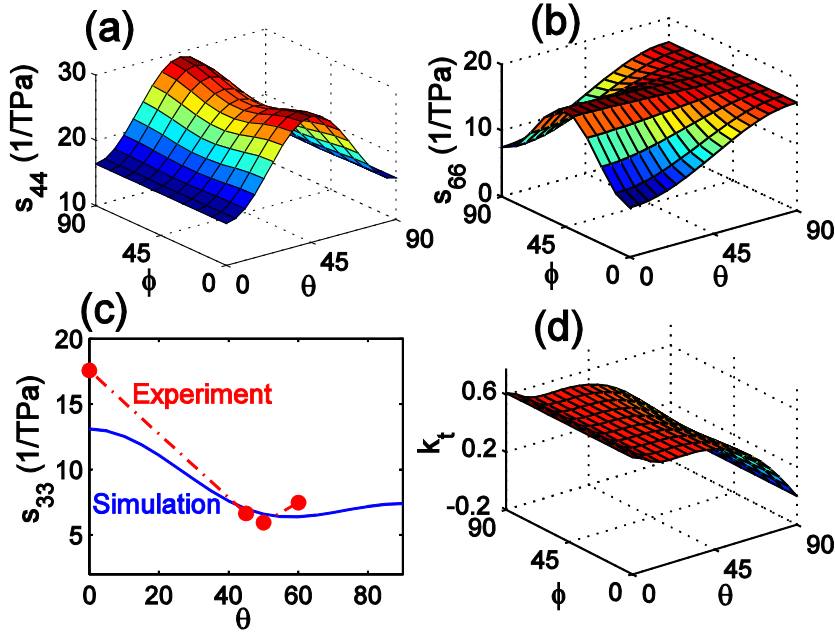 (a)
30
20
10
s44 (1/TPa)
90
45
0
ϕ
0
45
90
θ
(b)
20
10
0
s66 (1/TPa)
90
45
0
ϕ
0
45
90
θ
(c)
20
15
10
5
s33 (1/TPa)
Experiment
Simulation
0 20 40 60 80
θ
(d)
0.6
0.2
-0.2
kt
90
45
0
ϕ
0
45
90
θ